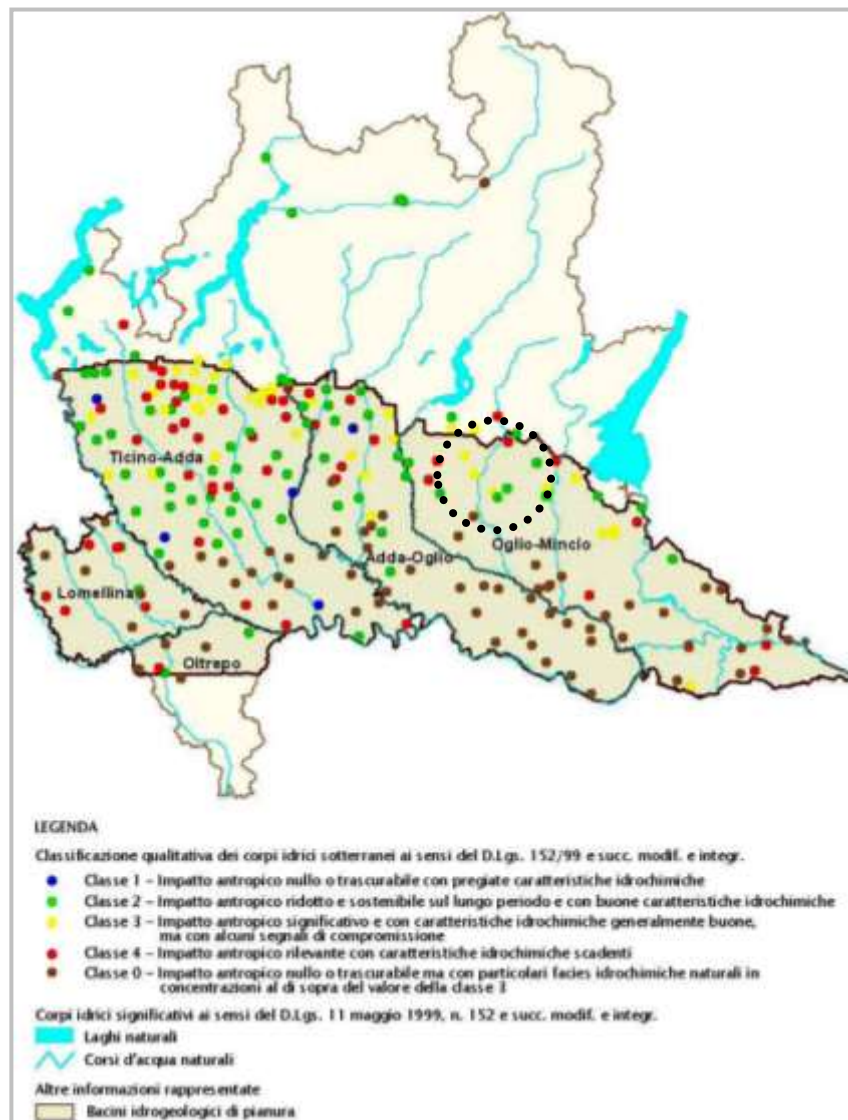 Ticino-Adda
Adda-Oglio
Oglio-Mincio
Lomellina
Oltrepo
LEGENDA
Classificazione qualitativa dei corpi idrici sotterranei ai sensi del D.Lgs. 152/99 e succ. modif. e integr.
Classe 1 – Impatto antropico nullo o trascurabile con pregiate caratteristiche idrochimiche
Classe 2 – Impatto antropico ridotto e sostenibile sul lungo periodo e con buone caratteristiche idrochimiche
Classe 3 – Impatto antropico significativo e con caratteristiche idrochimiche generalmente buone,
ma con alcuni segnali di compromissione
Classe 4 – Impatto antropico rilevante con caratteristiche idrochimiche scadenti
Classe 0 – Impatto antropico nullo o trascurabile ma con particolari facies idrochimiche naturali in
concentrazioni al di sopra del valore della classe 3
Corpi idrici significativi ai sensi del D.Lgs. 11 maggio 1999, n. 152 e succ. modif. e integr.
Laghi naturali
Corsi d'acqua naturali
Altre informazioni rappresentate
Bacini idrogeologici di pianura